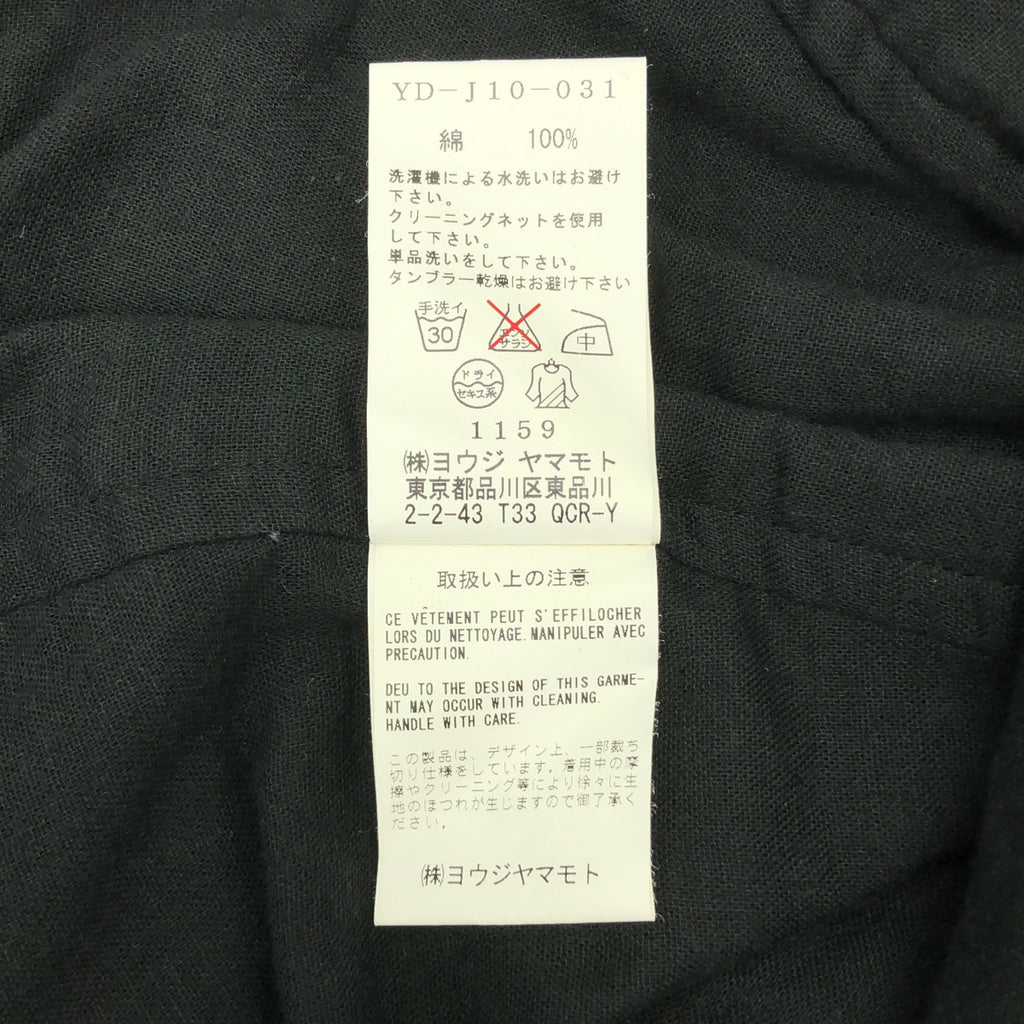 YD-J10-031
綿 100%
洗濯機による水洗いはお避け
下さい。
クリーニングネットを使用
して下さい。
単品洗いをして下さい。
タンブラー乾燥はお避け下さい
手洗イ
30
エンソ
サラシ
中
ドライ
セキユ系
1159
㈱ヨウジ ヤマモト
東京都品川区東品川
2-2-43 T33 QCR-Y
取扱い上の注意
CE VÊTEMENT PEUT S'EFFILOCHER
LORS DU NETTOYAGE. MANIPULER AVEC
PRECAUTION.
DEU TO THE DESIGN OF THIS GARME-
NT MAY OCCUR WITH CLEANING.
HANDLE WITH CARE.
この製品は、デザイン上、一部裁ち
切り仕様をしています。着用中の摩
擦やクリーニング等により徐々に生
地のほつれが生じますので御了承く
ださい。
㈱ヨウジヤマモト